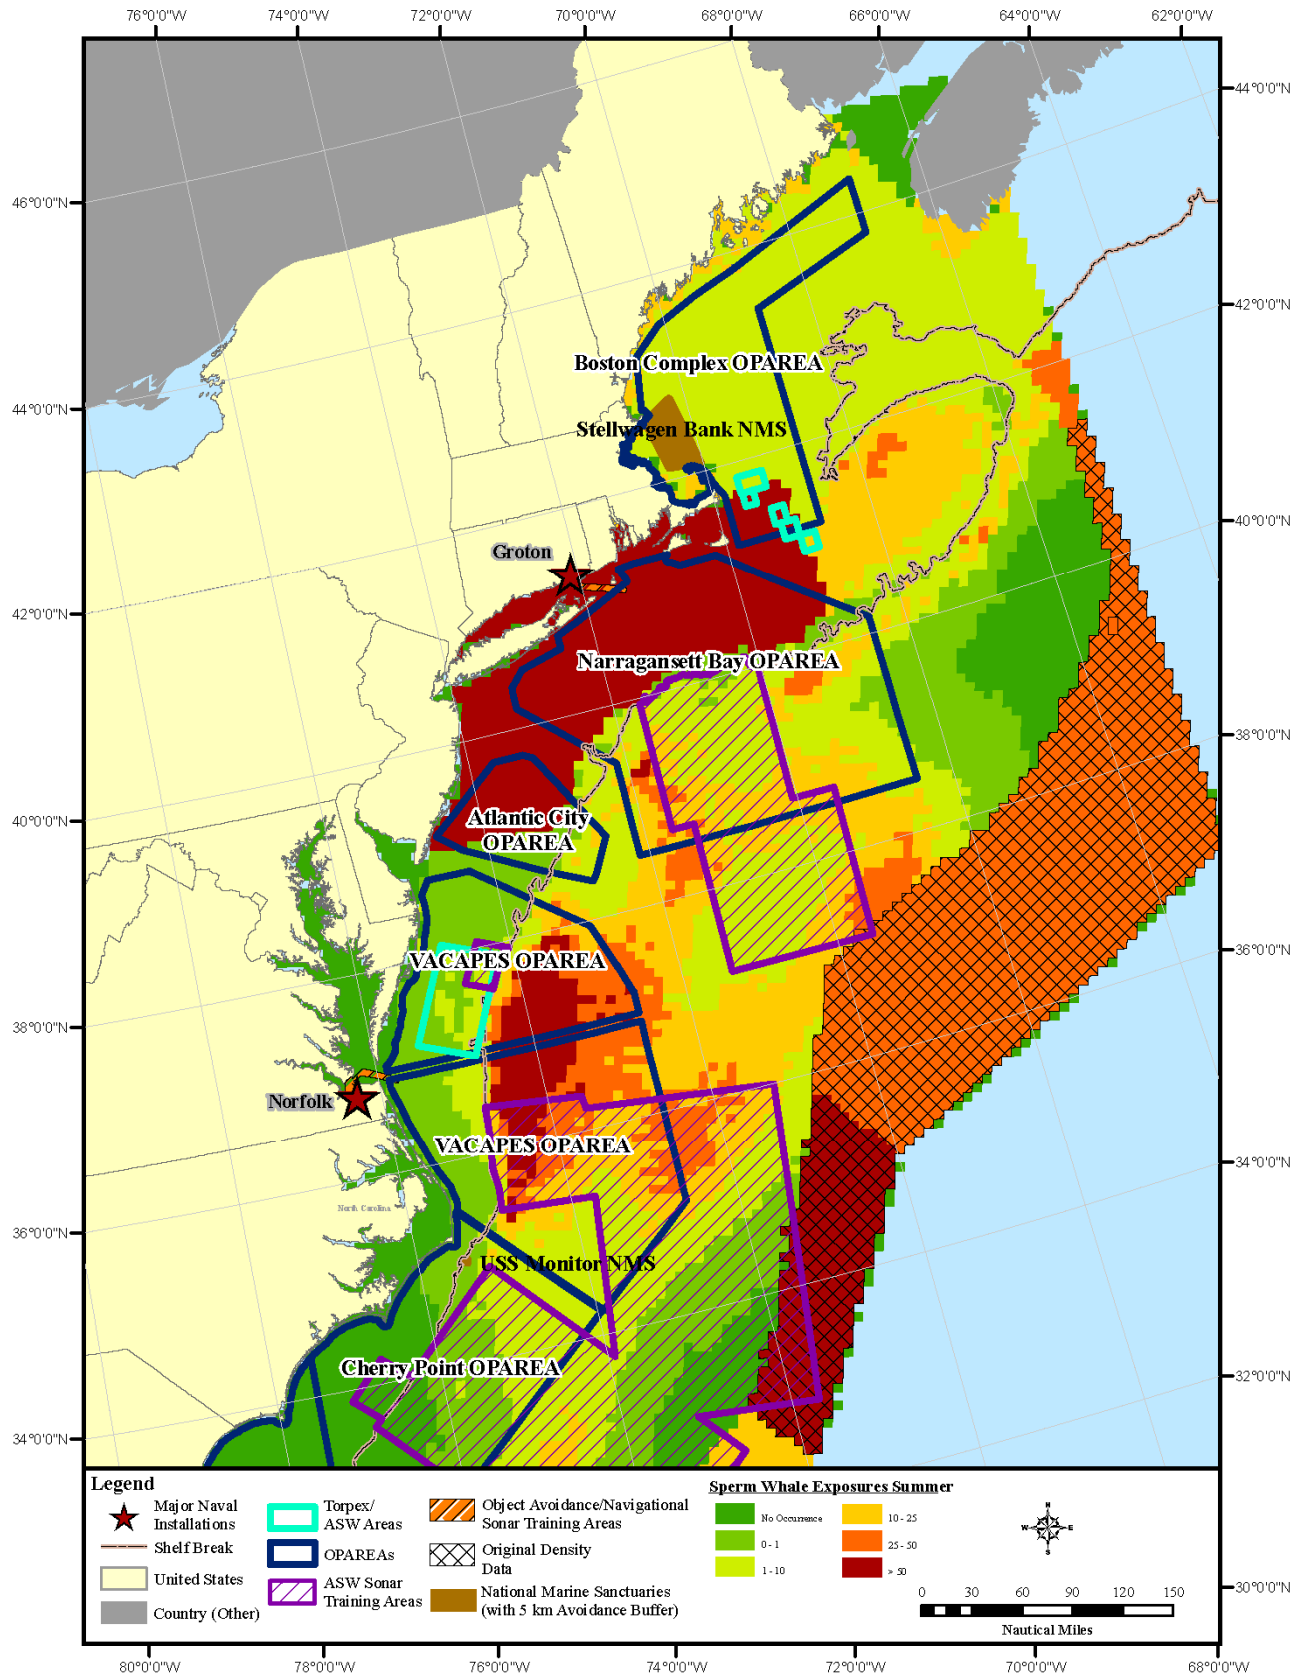 76°0'0"W
74°0'0"W
72°0'0"W
70°0'0"W
68°0'0"W
66°0'0"W
64°0'0"W
62°0'0"W
44°0'0"N
46°0'0"N
42°0'0"N
Boston Complex OPAREA
44°0'0"N
Stellwagen Bank NMS
40°0'0"N
Groton
42°0'0"N
Narragansett Bay OPAREA
38°0'0"N
Atlantic City
OPAREA
40°0'0"N
36°0'0"N
VACAPES OPAREA
38°0'0"N
Norfolk
VACAPES OPAREA
34°0'0"N
North Carolina
36°0'0"N
USS Monitor NMS
Cherry Point OPAREA
32°0'0"N
34°0'0"N
Legend
Major Naval
Installations
Shelf Break
United States
Country (Other)
Torpex/
ASW Areas
OPAREAs
ASW Sonar
Training Areas
Object Avoidance/Navigational
Sonar Training Areas
Original Density
Data
National Marine Sanctuaries
(with 5 km Avoidance Buffer)
Sperm Whale Exposures Summer
No Occurrence
0 - 1
1 - 10
10 - 25
25 - 50
> 50
N
W
E
S
0
30
60
90
120
150
Nautical Miles
30°0'0"N
80°0'0"W
78°0'0"W
76°0'0"W
74°0'0"W
72°0'0"W
70°0'0"W
68°0'0"W